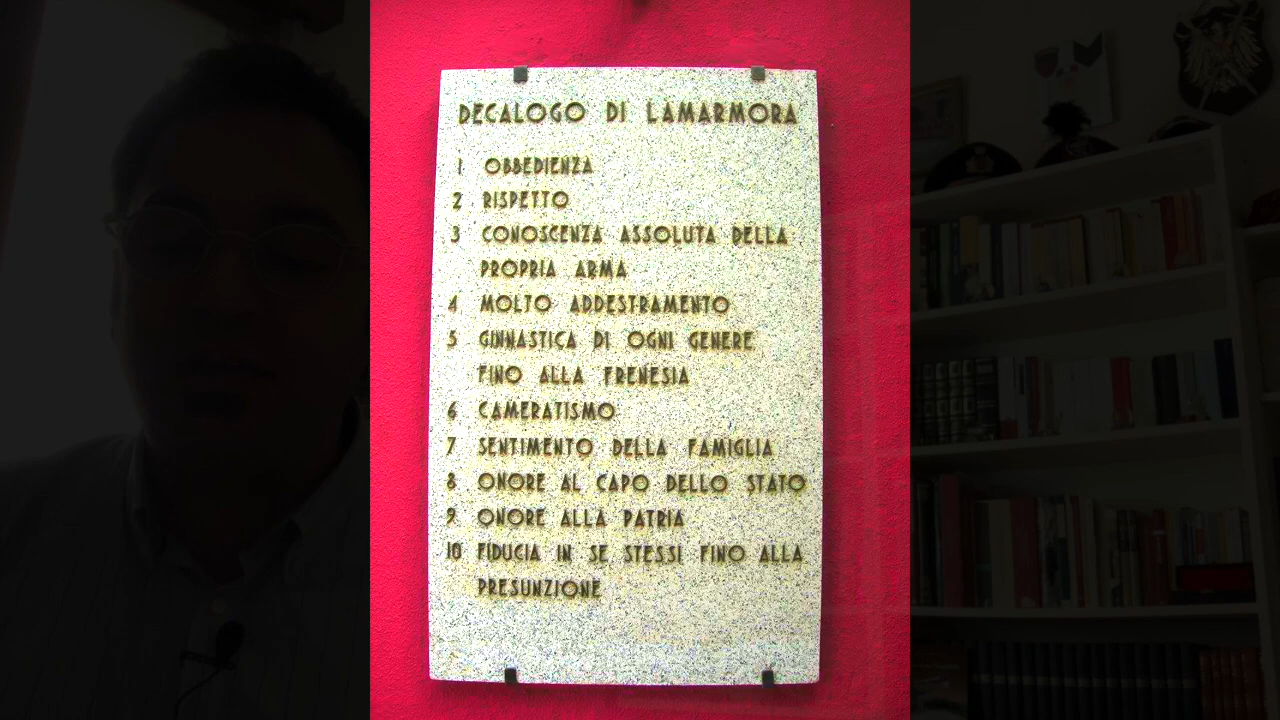 DECALOGO DI LAMARMORA
1 OBBEDIENZA
2 RISPETTO
3 CONOSCENZA ASSOLUTA DELLA
PROPRIA ARMA
4 MOLTO ADDESTRAMENTO
5 GINNASTICA DI OGNI GENERE
FINO ALLA FRENESIA
6 CAMERATISMO
7 SENTIMENTO DELLA FAMIGLIA
8 ONORE AL CAPO DELLO STATO
9 ONORE ALLA PATRIA
10 FIDUCIA IN SE STESSI FINO ALLA
PRESUNZIONE